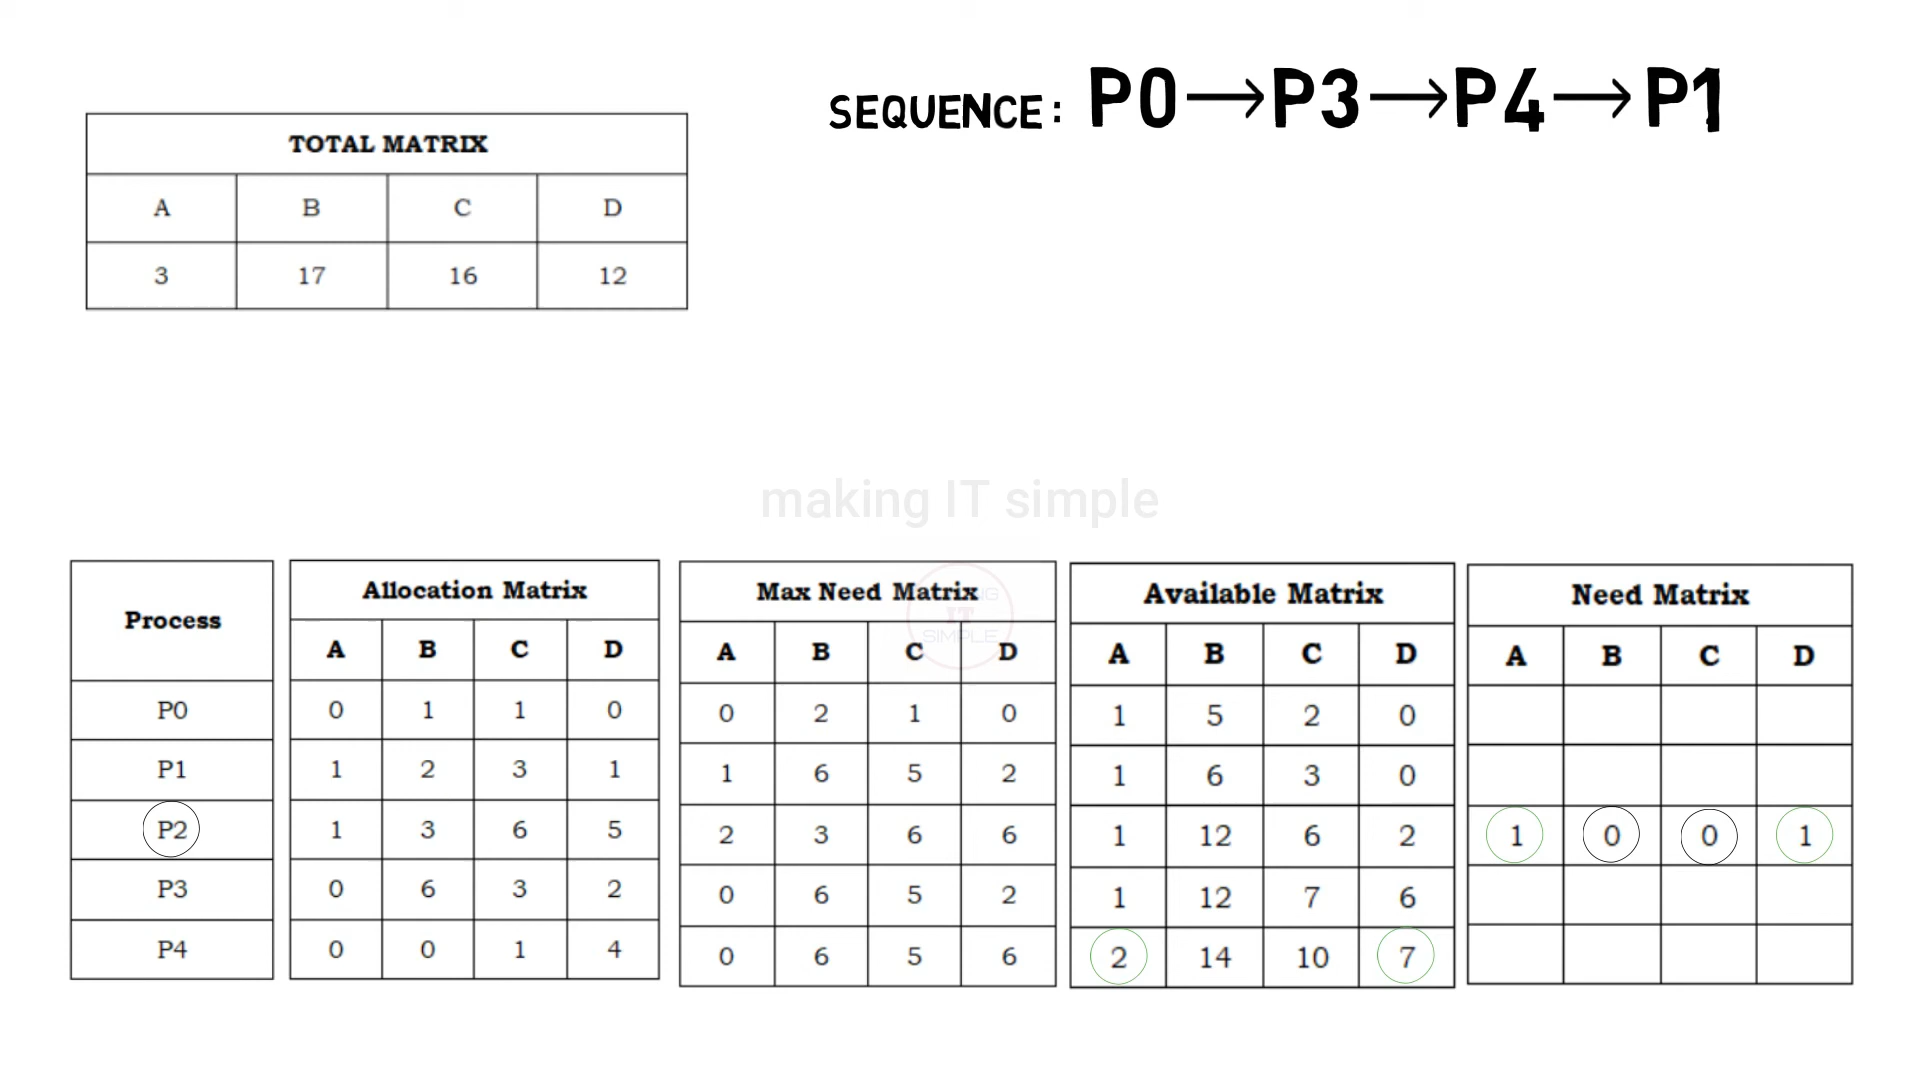 SEQUENCE: P0→P3→P4→P1
TOTAL MATRIX
A B C D
3 17 16 12
making IT simple
Process
P0
P1
P2
P3
P4
Allocation Matrix
A B C D
0 1 1 0
1 2 3 1
1 3 6 5
0 6 3 2
0 0 1 4
Max Need Matrix
A B C D
0 2 1 0
1 6 5 2
2 3 6 6
0 6 5 2
0 6 5 6
IT
SIMPLE
Available Matrix
A B C D
1 5 2 0
1 6 3 0
1 12 6 2
1 12 7 6
2 14 10 7
Need Matrix
A B C D
1 0 0 1